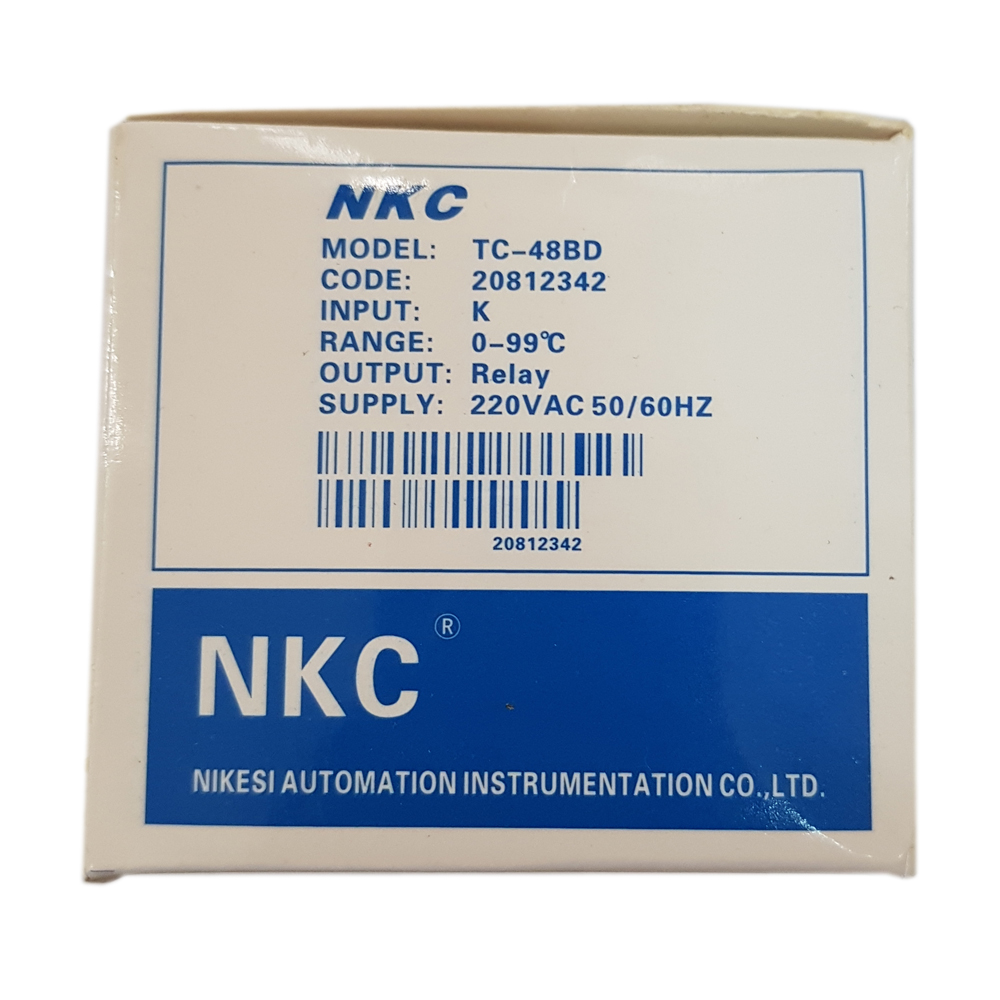 NKC
MODEL: TC-48BD
CODE: 20812342
INPUT: K
RANGE: 0-99℃
OUTPUT: Relay
SUPPLY: 220VAC 50/60HZ
20812342
NKC®
NIKESI AUTOMATION INSTRUMENTATION CO.,LTD.